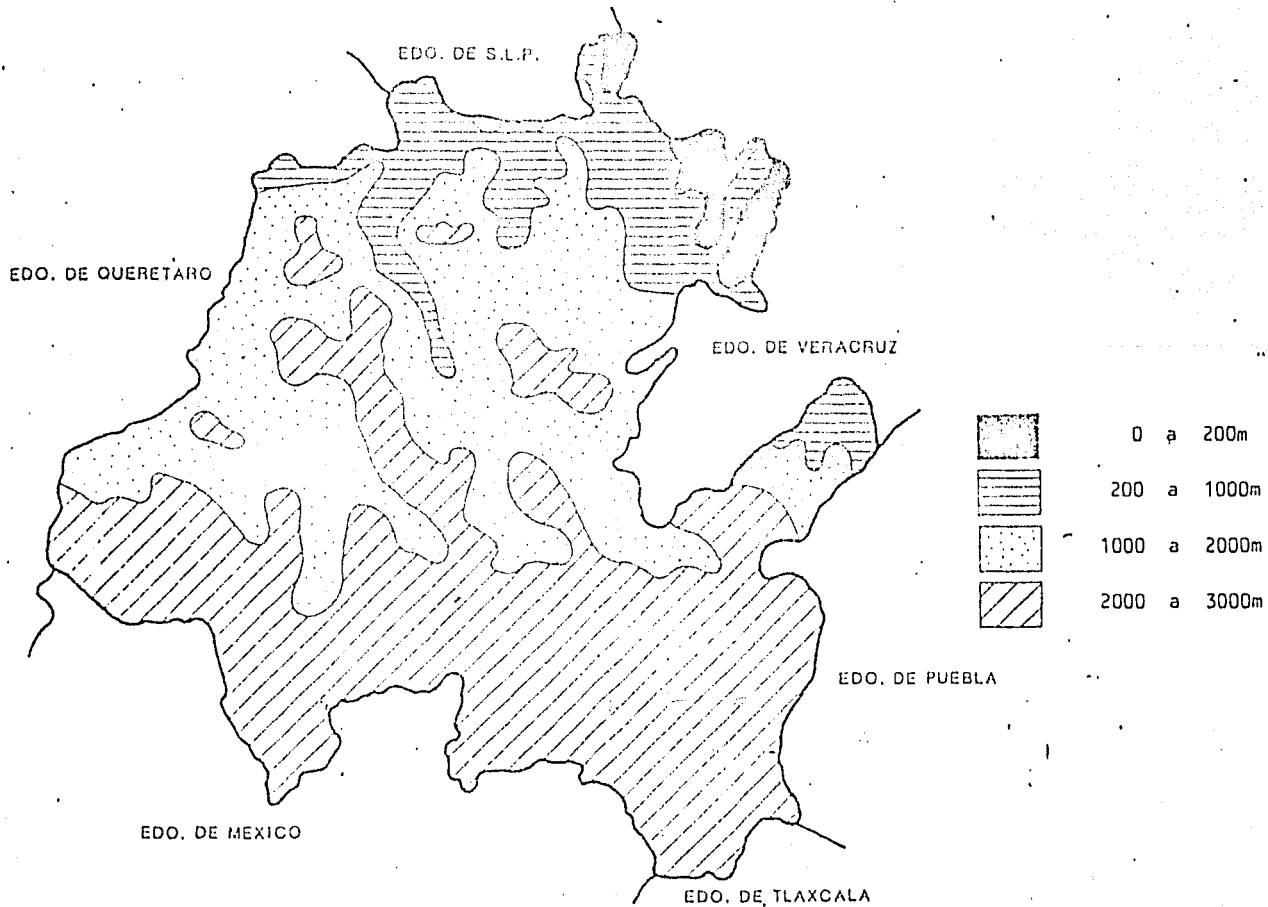 EDO. DE S.L.P.
EDO. DE QUERETARO
EDO. DE VERACRUZ
0 a 200m
200 a 1000m
1000 a 2000m
2000 a 3000m
EDO. DE PUEBLA
EDO. DE MEXICO
EDO. DE TLAXCALA